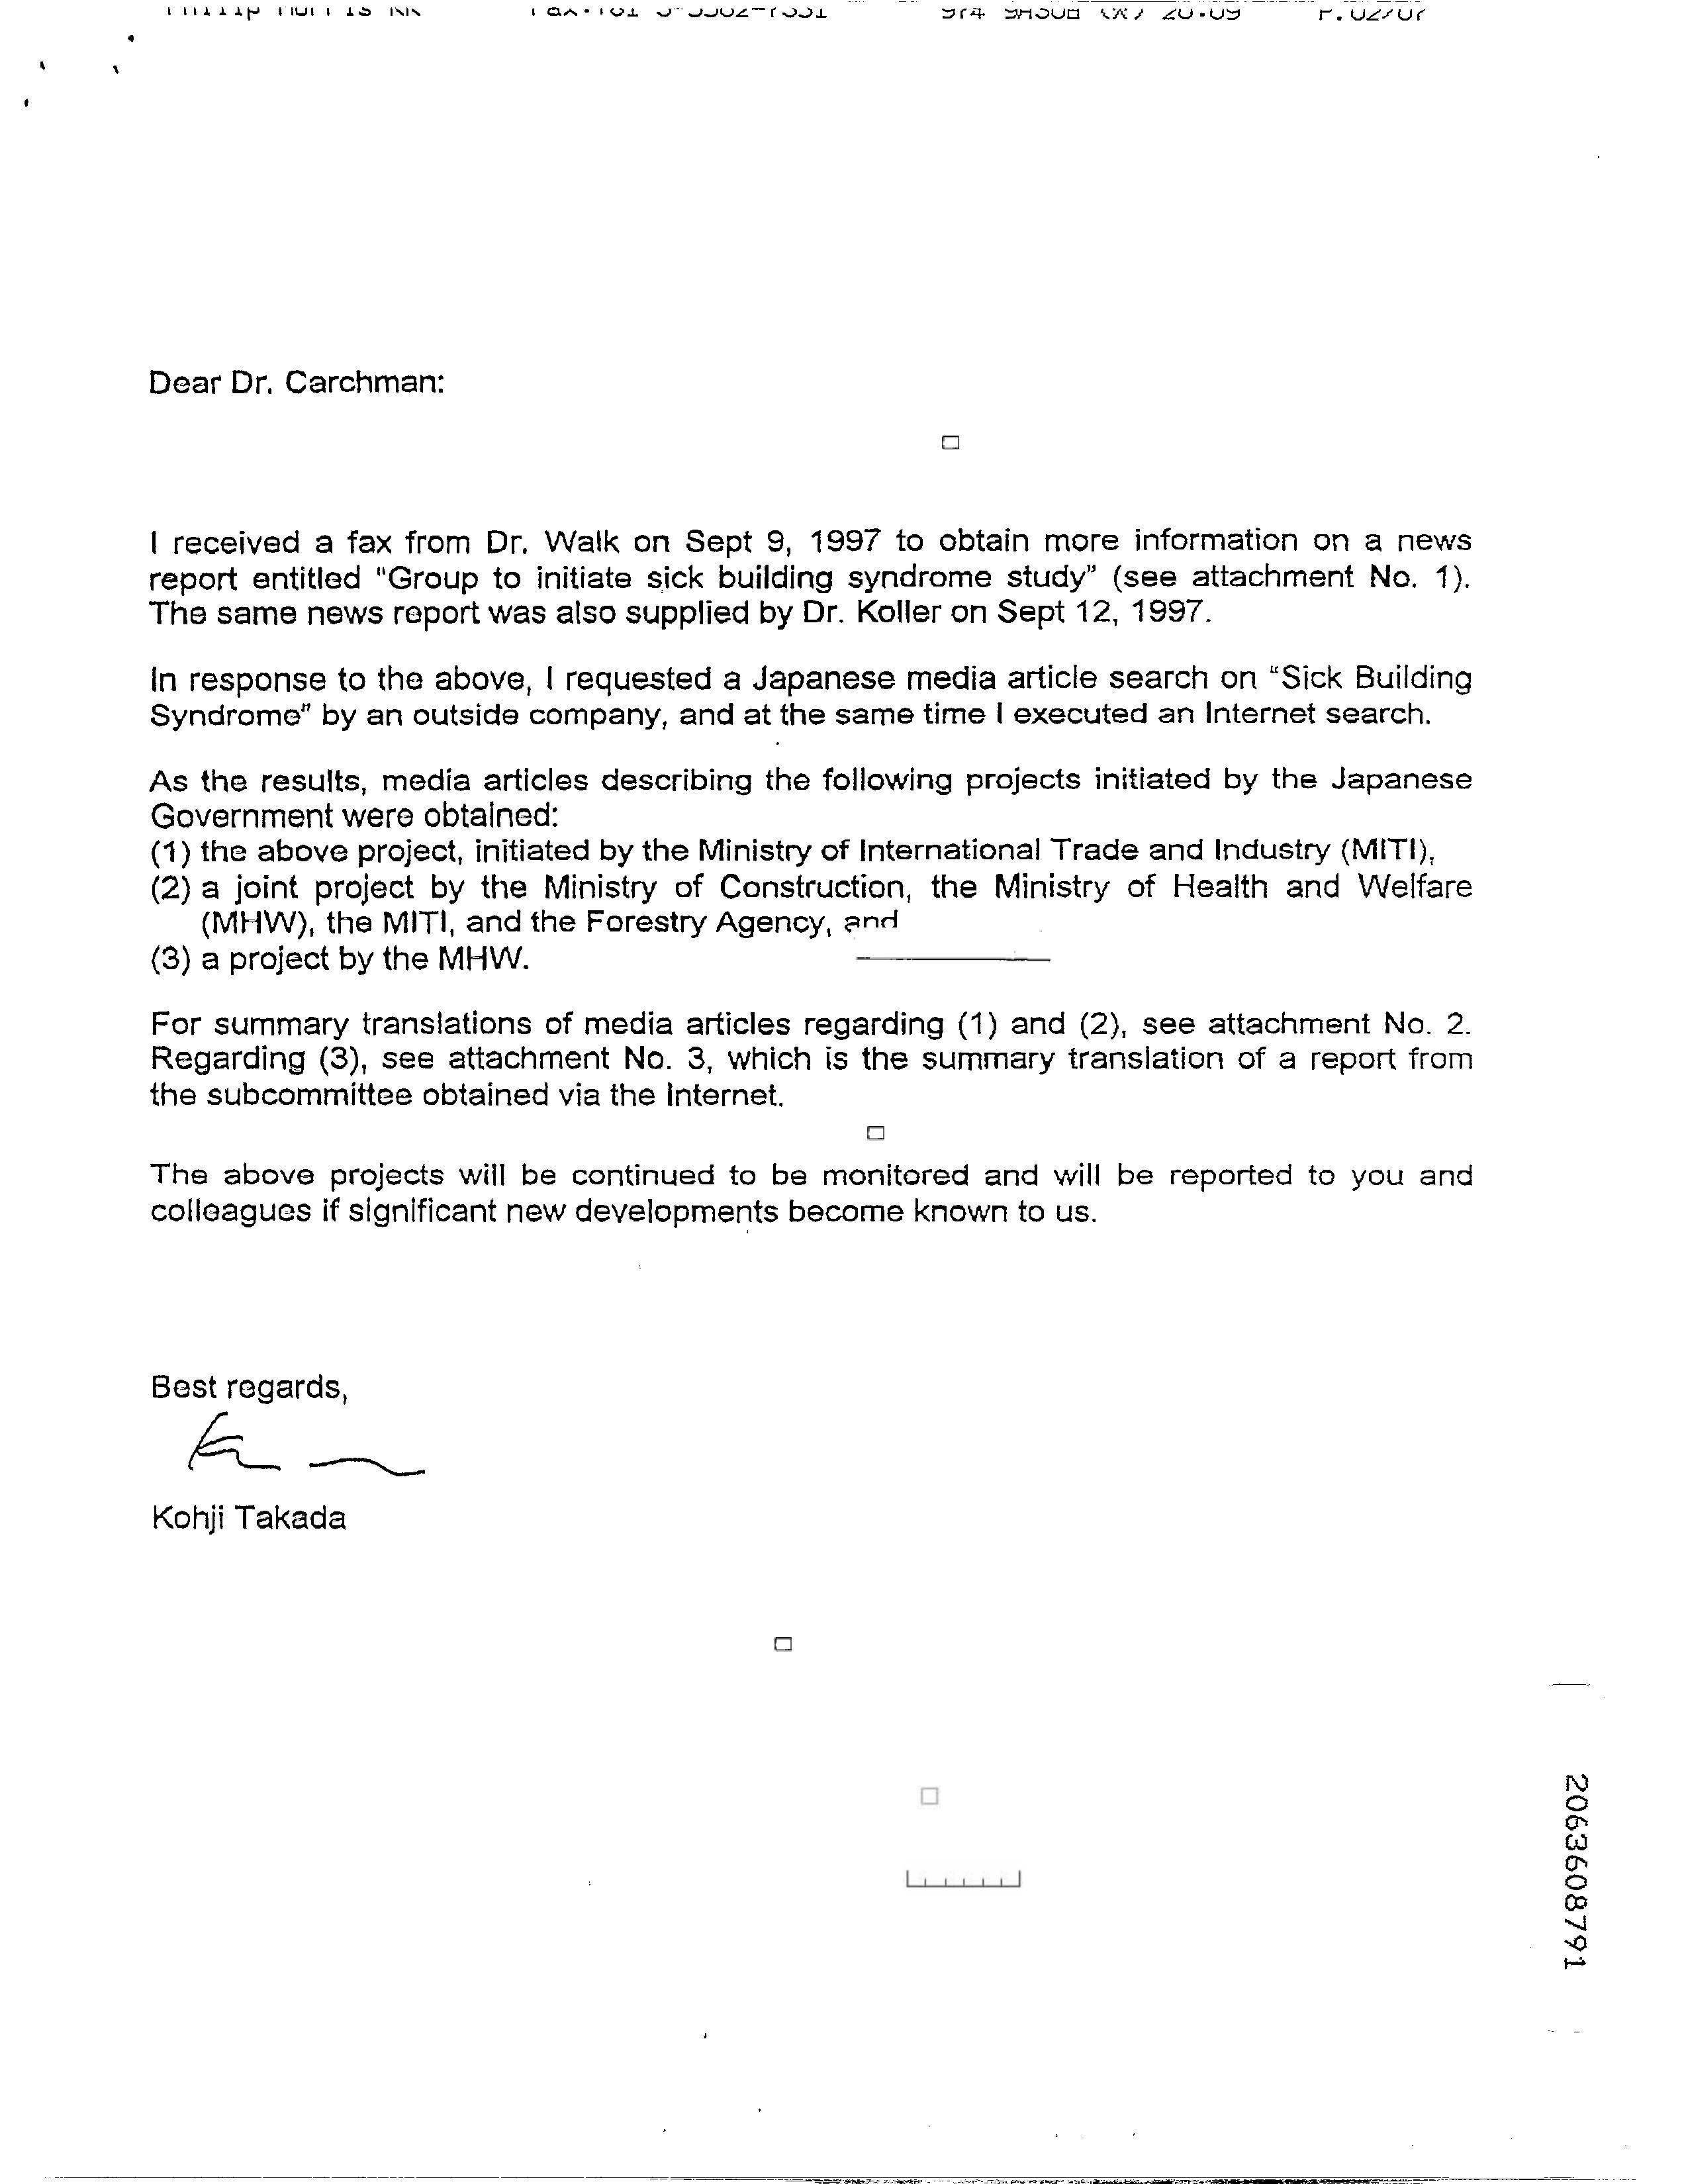 Dear Dr. Carchman:
I received a fax from Dr. Walk on Sept 9, 1997 to obtain more information on a news
report entitled "Group to initiate sick building syndrome study" (see attachment No. 1).
The same news report was also supplied by Dr. Koller on Sept 12, 1997.
In response to the above, I requested a Japanese media article search on "Sick Building
Syndrome" by an outside company, and at the same time I executed an Internet search.
As the results, media articles describing the following projects initiated by the Japanese
Government were obtained:
(1) the above project, initiated by the Ministry of International Trade and Industry (MITI),
(2) a joint project by the Ministry of Construction, the Ministry of Health and Welfare
(MHW), the MITI, and the Forestry Agency, and
(3) a project by the MHW.
For summary translations of media articles regarding (1) and (2), see attachment No. 2.
Regarding (3), see attachment No. 3, which is the summary translation of a report from
the subcommittee obtained via the Internet.
The above projects will be continued to be monitored and will be reported to you and
colleagues if significant new developments become known to us.
Best regards,
Kohji Takada
2063608791